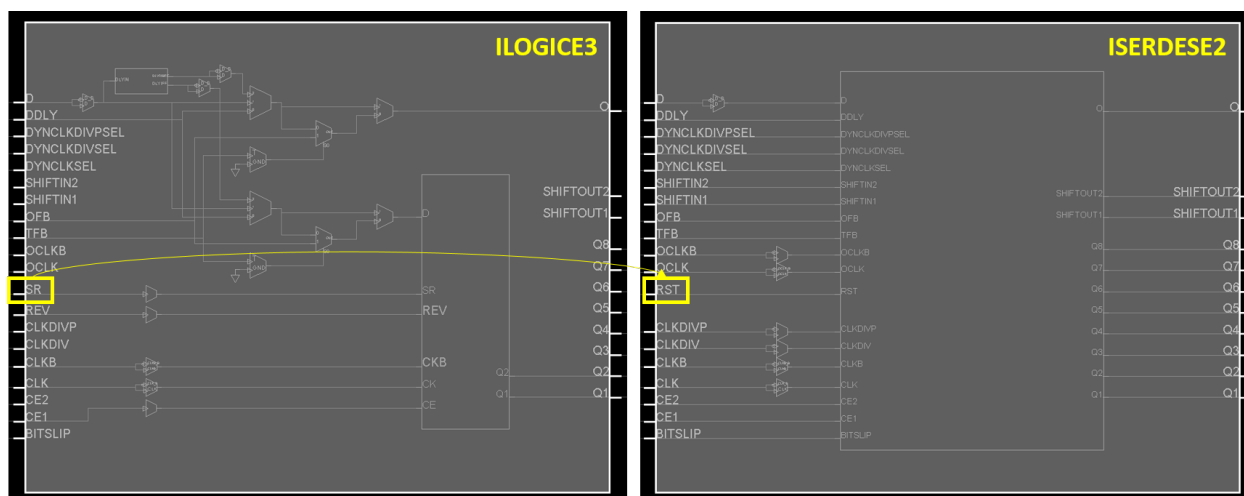 ILOGICE3
D
DDLY
DYNCLKDIVPSEL
DYNCLKDIVSEL
DYNCLKSEL
SHIFTIN2
SHIFTIN1
OFB
TFB
OCLKB
OCLK
SR
REV
CLKDIVP
CLKDIV
CLKB
CLK
CE2
CE1
BITSLIP
GND
GND
D
SR
REV
CKB
CK
CE
Q2
Q1
O
SHIFTOUT2
SHIFTOUT1
Q8
Q7
Q6
Q5
Q4
Q3
Q2
Q1
ISERDESE2
D
DDLY
DYNCLKDIVPSEL
DYNCLKDIVSEL
DYNCLKSEL
SHIFTIN2
SHIFTIN1
OFB
TFB
OCLKB
OCLK
RST
CLKDIVP
CLKDIV
CLKB
CLK
CE2
CE1
BITSLIP
D
DDLY
DYNCLKDIVPSEL
DYNCLKDIVSEL
DYNCLKSEL
SHIFTIN2
SHIFTIN1
OFB
TFB
OCLKB
OCLK
RST
CLKDIVP
CLKDIV
CLKB
CLK
CE2
CE1
BITSLIP
O
SHIFTOUT2
SHIFTOUT1
Q8
Q7
Q6
Q5
Q4
Q3
Q2
Q1
O
SHIFTOUT2
SHIFTOUT1
Q8
Q7
Q6
Q5
Q4
Q3
Q2
Q1